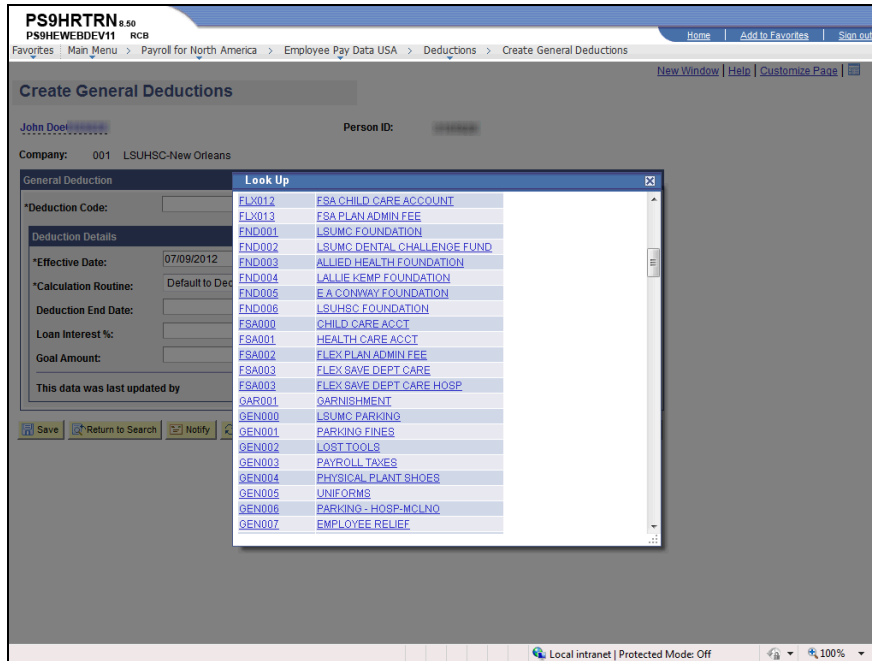 PS9HRTRN 8.50
PS9HEWEBDEV11 RCB
Home | Add to Favorites | Sign out
Favorites | Main Menu > Payroll for North America > Employee Pay Data USA > Deductions > Create General Deductions
New Window | Help | Customize Page |
Create General Deductions
John Doe
Person ID:
Company: 001 LSUHSC-New Orleans
General Deduction
*Deduction Code:
Deduction Details
*Effective Date: 07/09/2012
*Calculation Routine: Default to Dec
Deduction End Date:
Loan Interest %:
Goal Amount:
This data was last updated by
Save Return to Search Notify
Look Up
FLX012 FSA CHILD CARE ACCOUNT
FLX013 FSA PLAN ADMIN FEE
FND001 LSUMC FOUNDATION
FND002 LSUMC DENTAL CHALLENGE FUND
FND003 ALLIED HEALTH FOUNDATION
FND004 LALLIE KEMP FOUNDATION
FND005 E A CONWAY FOUNDATION
FND006 LSUHSC FOUNDATION
FSA000 CHILD CARE ACCT
FSA001 HEALTH CARE ACCT
FSA002 FLEX PLAN ADMIN FEE
FSA003 FLEX SAVE DEPT CARE
FSA003 FLEX SAVE DEPT CARE HOSP
GAR001 GARNISHMENT
GEN000 LSUMC PARKING
GEN001 PARKING FINES
GEN002 LOST TOOLS
GEN003 PAYROLL TAXES
GEN004 PHYSICAL PLANT SHOES
GEN005 UNIFORMS
GEN006 PARKING - HOSP-MCLNO
GEN007 EMPLOYEE RELIEF
Local intranet | Protected Mode: Off
100%